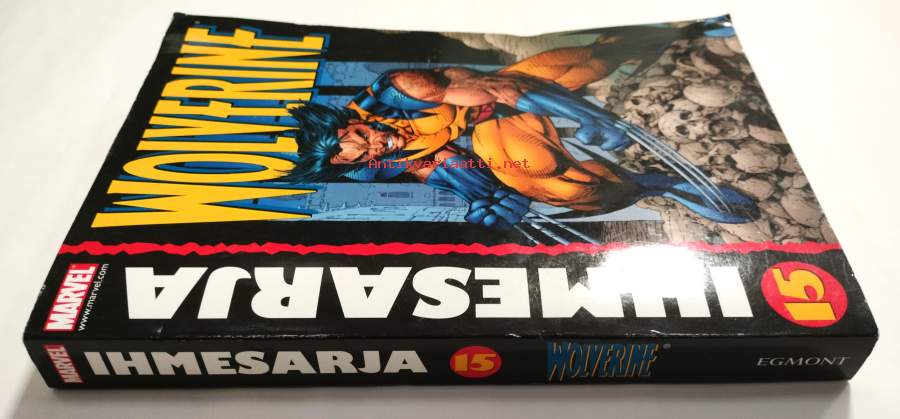 WOLVERINE®
Antikvariaatti.net
MARVEL®
www.marvel.com
IHMESARJA
15
MARVEL
IHMESARJA
15
WOLVERINE®
EGMONT